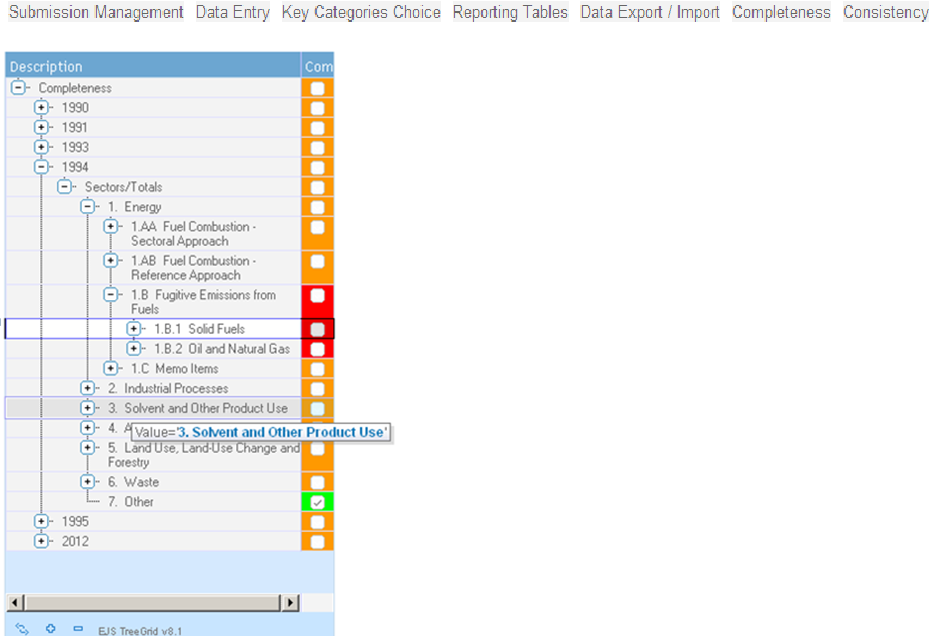 Submission Management Data Entry Key Categories Choice Reporting Tables Data Export / Import Completeness Consistency
Description Com
Completeness
1990
1991
1993
1994
Sectors/Totals
1. Energy
1.AA Fuel Combustion -
Sectoral Approach
1.AB Fuel Combustion -
Reference Approach
1.B Fugitive Emissions from
Fuels
1.B.1 Solid Fuels
1.B.2 Oil and Natural Gas
1.C Memo Items
2. Industrial Processes
3. Solvent and Other Product Use
4. A
Value='3. Solvent and Other Product Use'
5. Land Use, Land-Use Change and
Forestry
6. Waste
7. Other
1995
2012
EJS TreeGrid v8.1